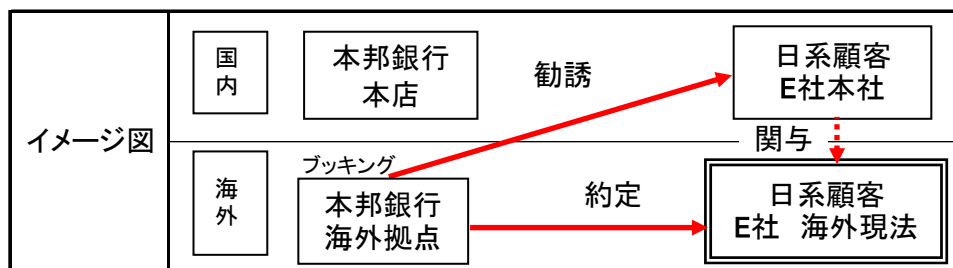 イメージ図
国
内
本邦銀行
本店
勧誘
日系顧客
E社本社
関与
海
外
ブッキング
本邦銀行
海外拠点
約定
日系顧客
E社 海外現法